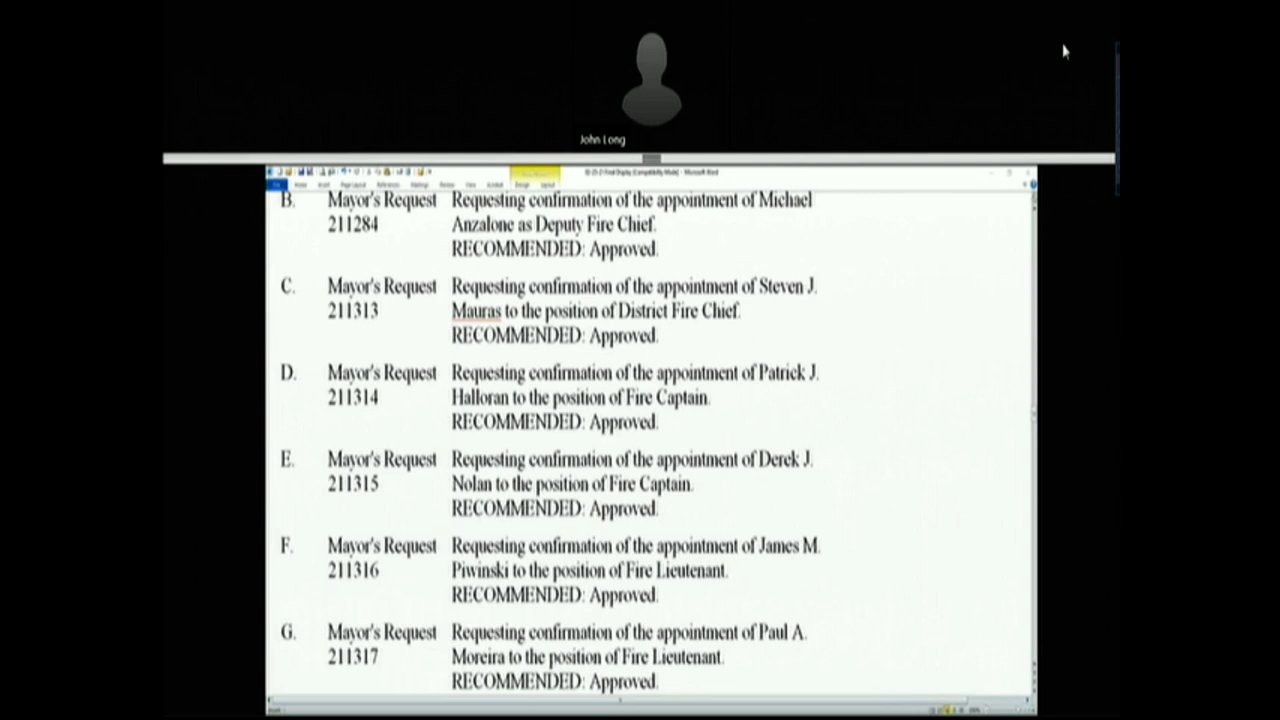 John Long
B. Mayor's Request Requesting confirmation of the appointment of Michael
211284 Anzalone as Deputy Fire Chief.
RECOMMENDED: Approved.
C. Mayor's Request Requesting confirmation of the appointment of Steven J.
211313 Mauras to the position of District Fire Chief.
RECOMMENDED: Approved.
D. Mayor's Request Requesting confirmation of the appointment of Patrick J.
211314 Halloran to the position of Fire Captain.
RECOMMENDED: Approved.
E. Mayor's Request Requesting confirmation of the appointment of Derek J.
211315 Nolan to the position of Fire Captain.
RECOMMENDED: Approved.
F. Mayor's Request Requesting confirmation of the appointment of James M.
211316 Piwinski to the position of Fire Lieutenant.
RECOMMENDED: Approved.
G. Mayor's Request Requesting confirmation of the appointment of Paul A.
211317 Moreira to the position of Fire Lieutenant.
RECOMMENDED: Approved.